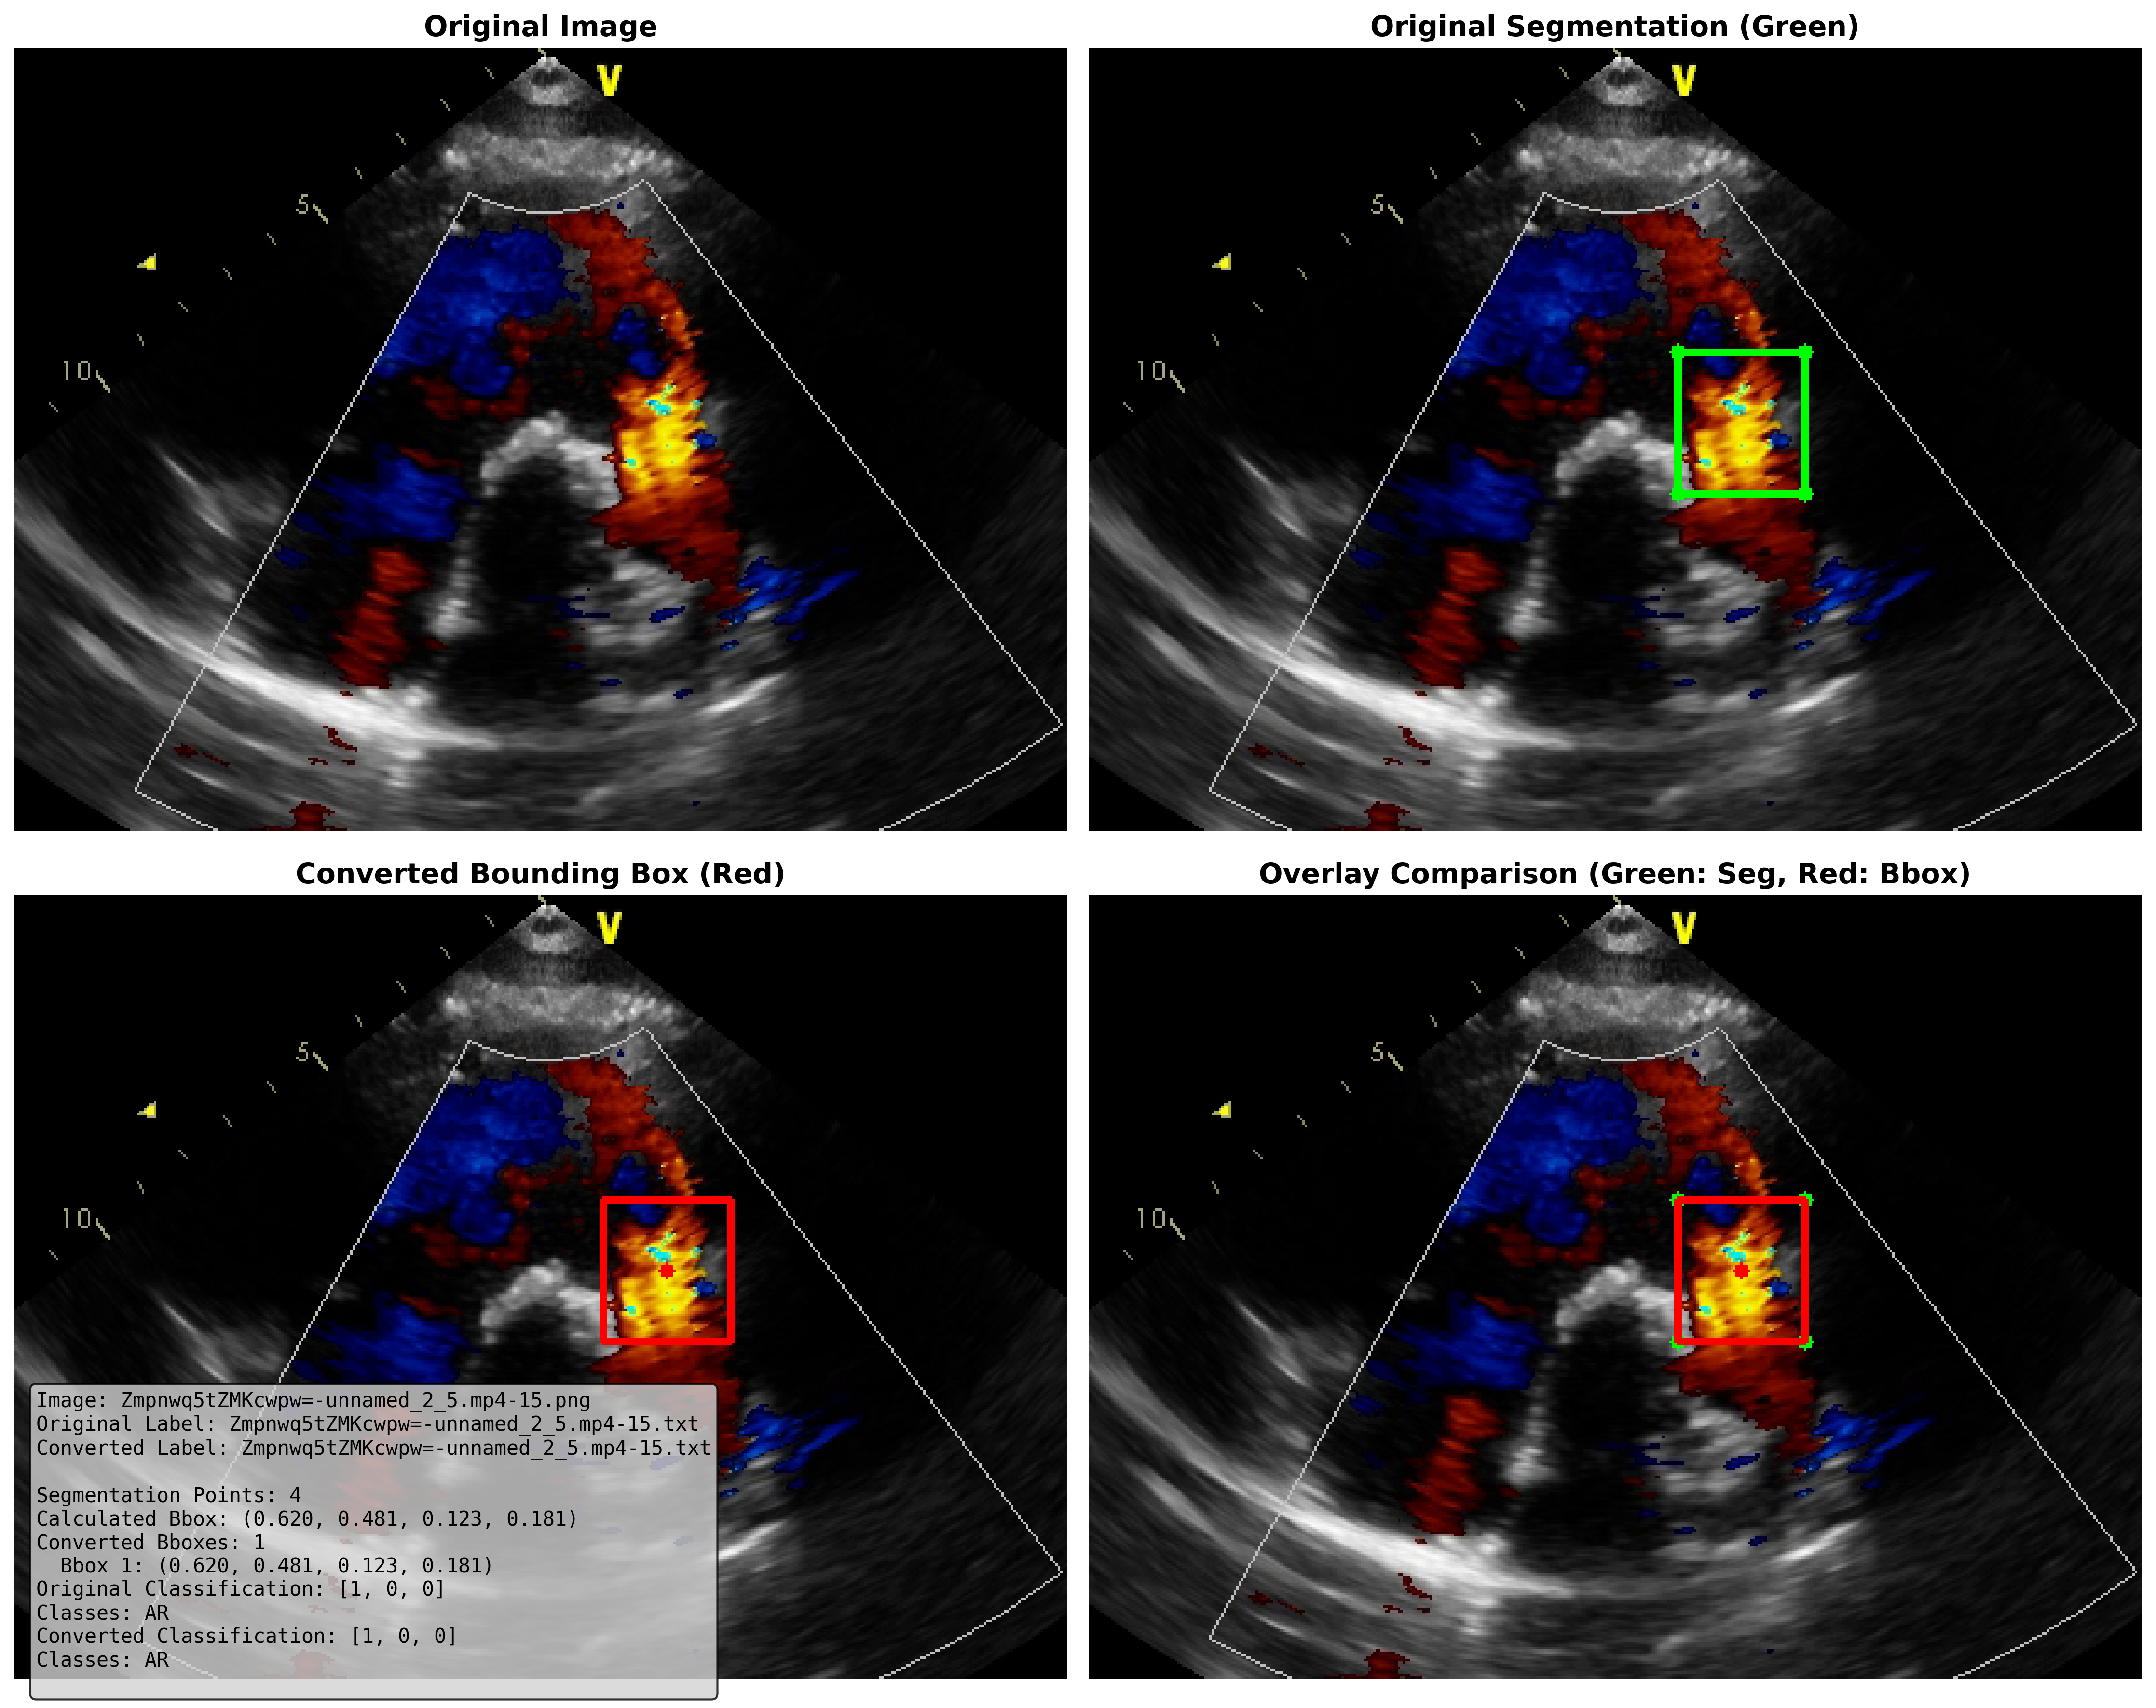 Original Image
Original Segmentation (Green)
V
5
10
V
5
10
Converted Bounding Box (Red)
Overlay Comparison (Green: Seg, Red: Bbox)
V
5
10
V
5
10
Image: Zmpnwq5tZMKcwpw=-unnamed_2_5.mp4-15.png
Original Label: Zmpnwq5tZMKcwpw=-unnamed_2_5.mp4-15.txt
Converted Label: Zmpnwq5tZMKcwpw=-unnamed_2_5.mp4-15.txt
Segmentation Points: 4
Calculated Bbox: (0.620, 0.481, 0.123, 0.181)
Converted Bboxes: 1
Bbox 1: (0.620, 0.481, 0.123, 0.181)
Original Classification: [1, 0, 0]
Classes: AR
Converted Classification: [1, 0, 0]
Classes: AR